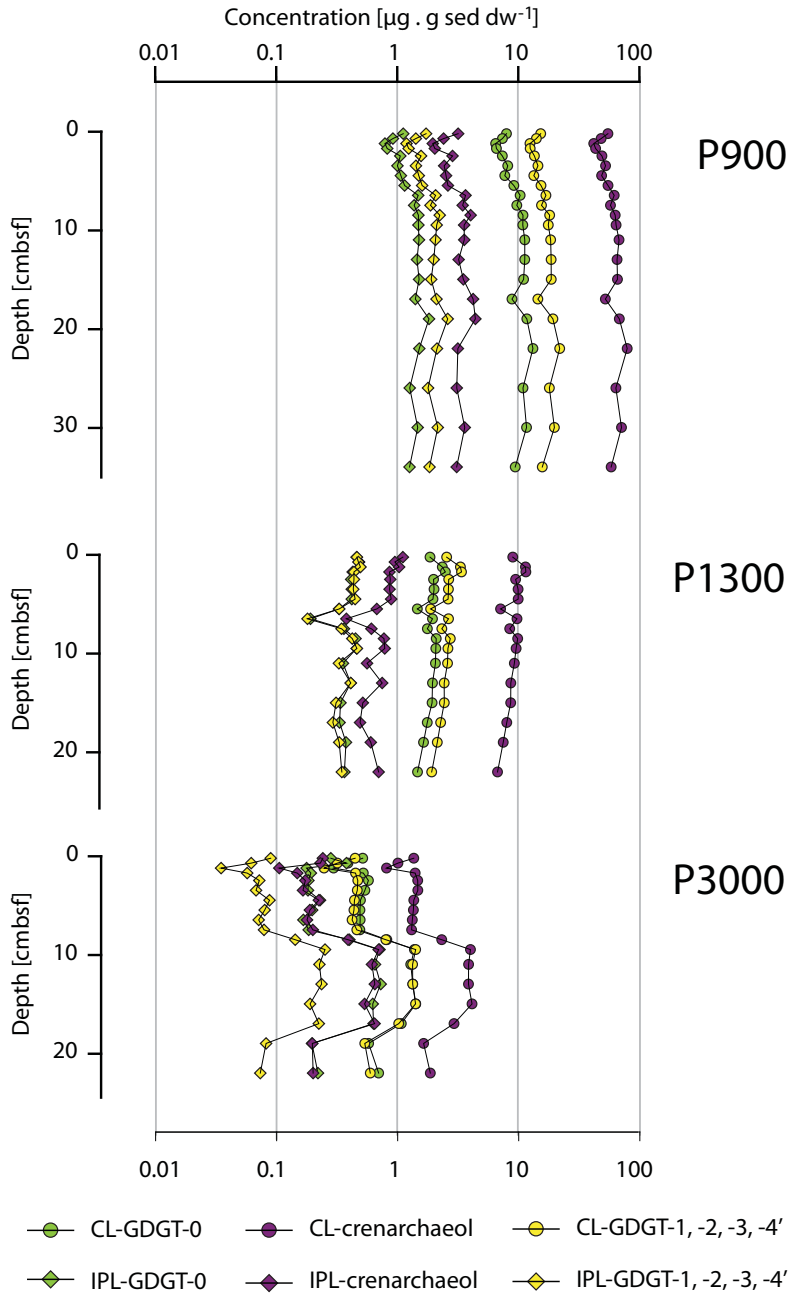 Concentration [µg . g sed dw-1]
0.01 0.1 1 10 100
P900
Depth [cmbsf]
0
10
20
30
P1300
Depth [cmbsf]
0
10
20
P3000
Depth [cmbsf]
0
10
20
0.01 0.1 1 10 100
CL-GDGT-0 CL-crenarchaeol CL-GDGT-1, -2, -3, -4'
IPL-GDGT-0 IPL-crenarchaeol IPL-GDGT-1, -2, -3, -4'